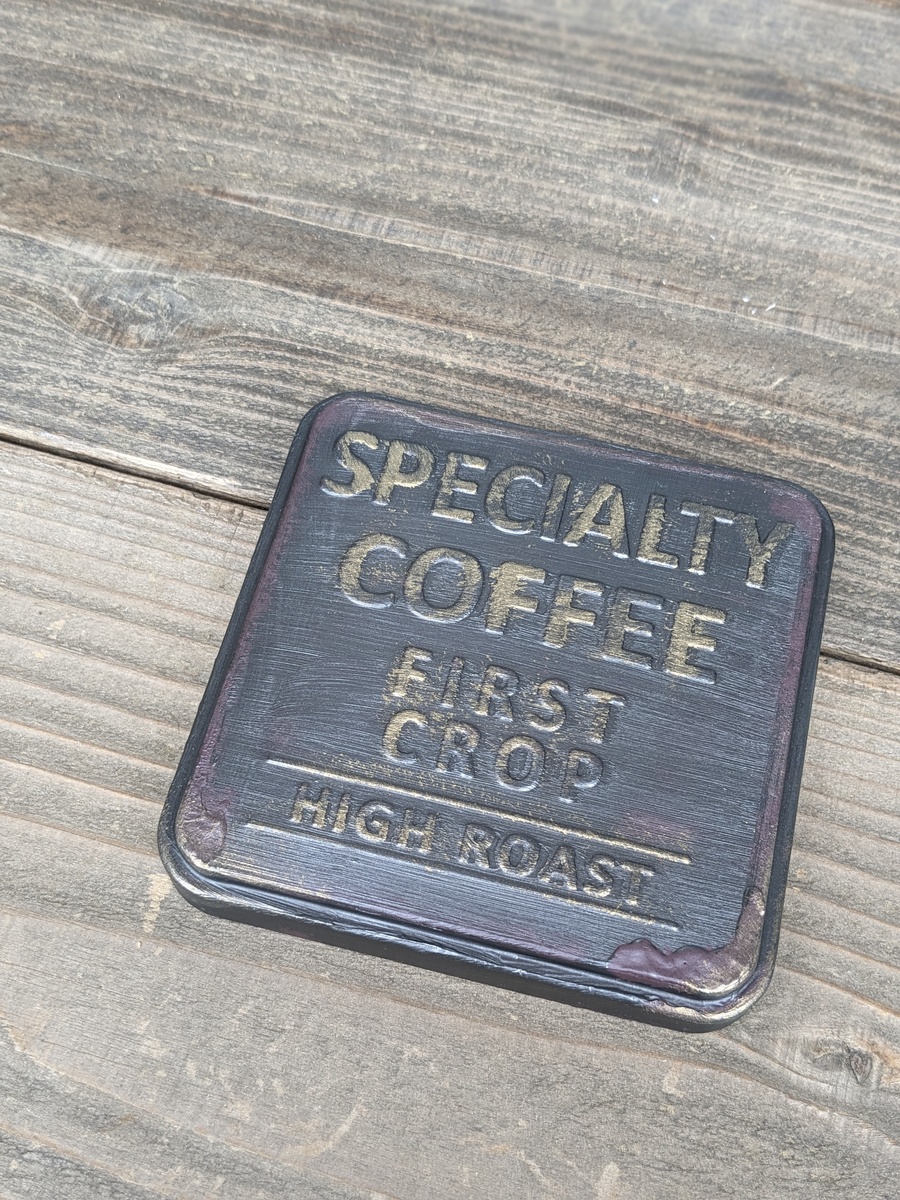 SPECIALTY
COFFEE
FIRST
CROP
HIGH ROAST